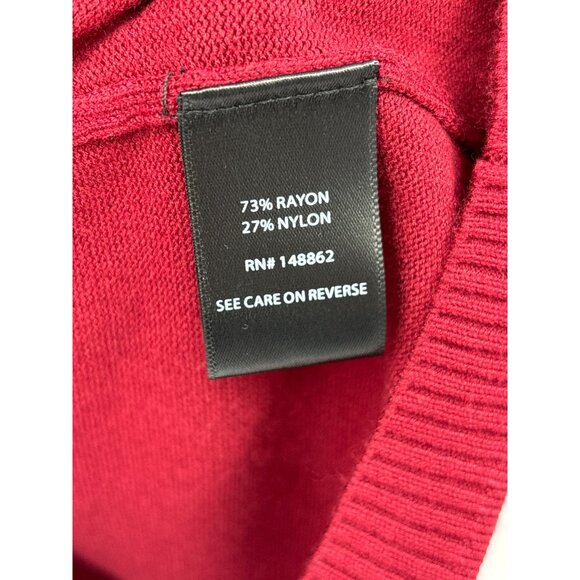 73% RAYON
27% NYLON
RN# 148862
SEE CARE ON REVERSE